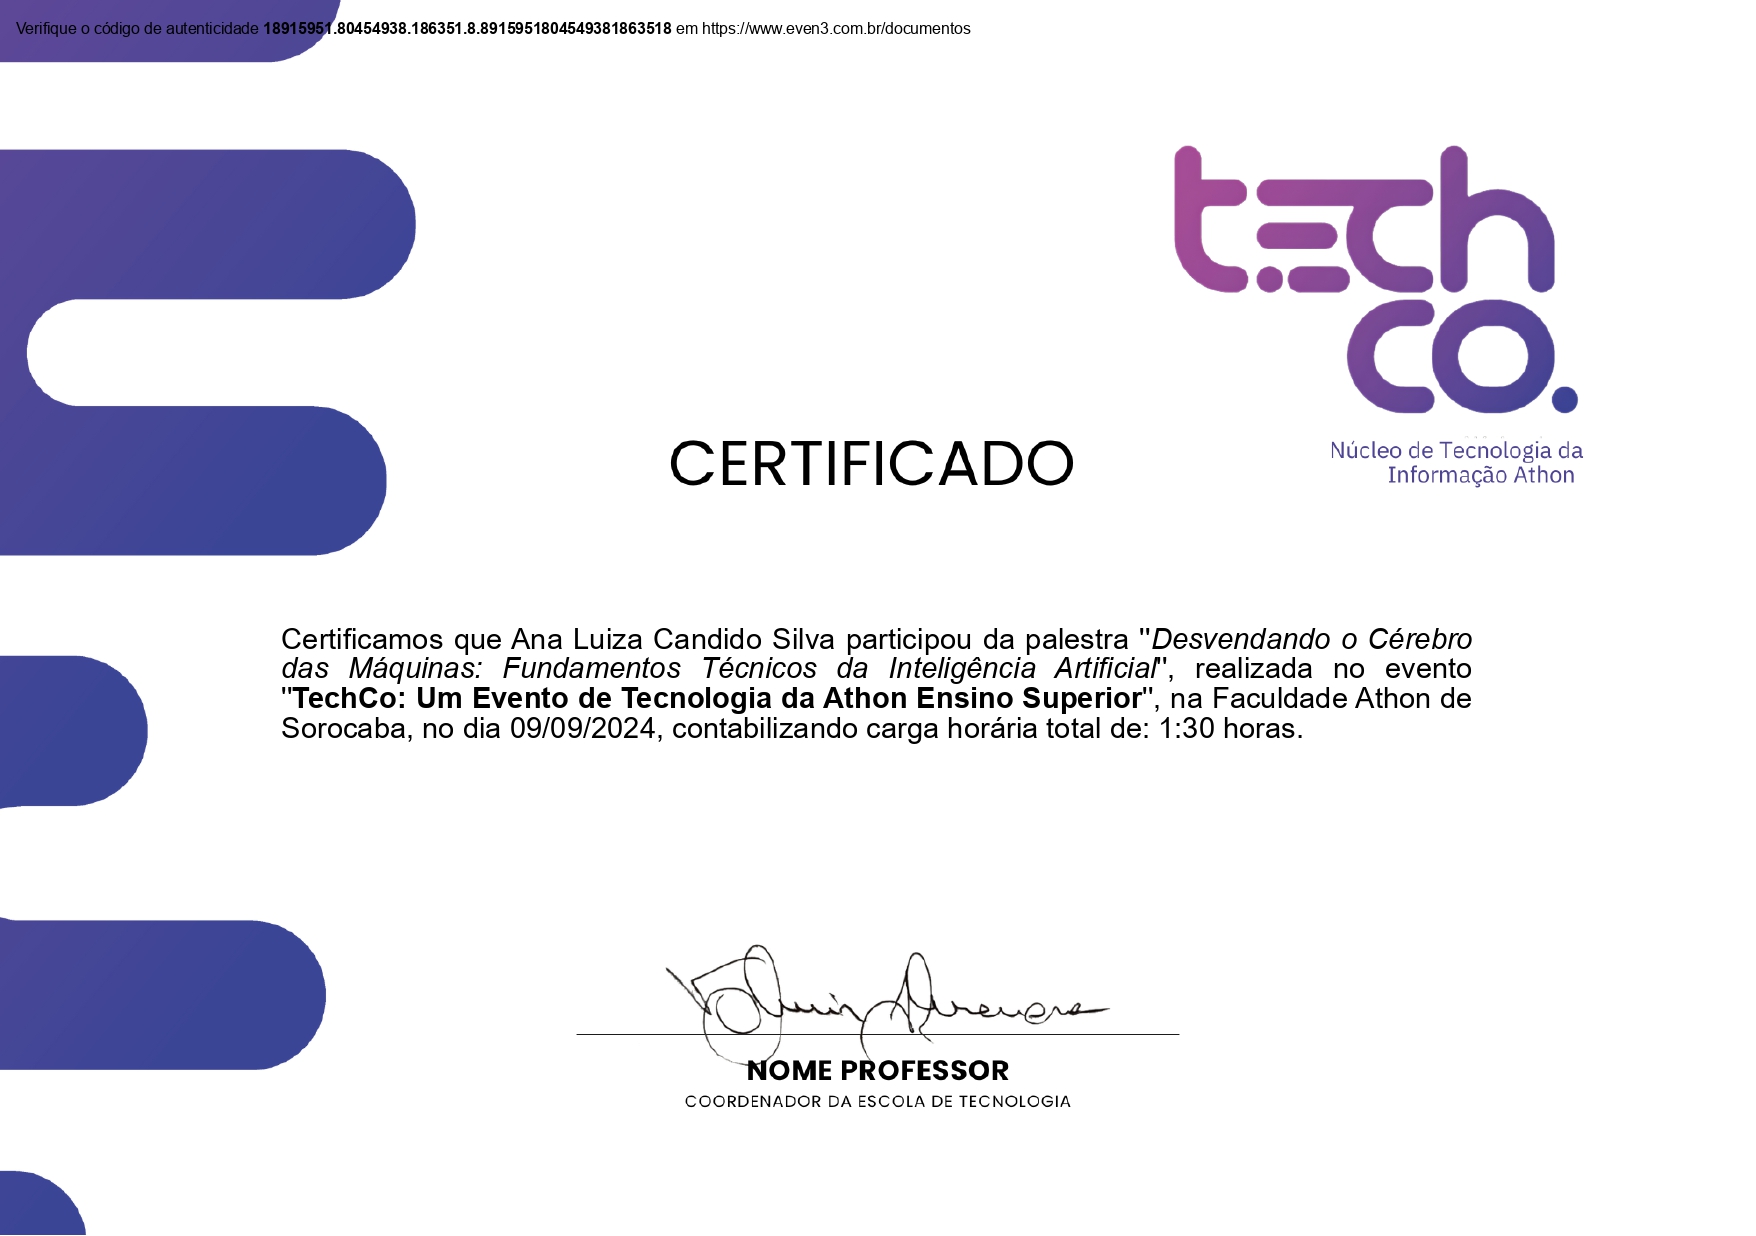 Verifique o código de autenticidade 18915951.80454938.186351.8.8915951804549381863518 em https://www.even3.com.br/documentos
tech
co.
Núcleo de Tecnologia da
Informação Athon
CERTIFICADO
Certificamos que Ana Luiza Candido Silva participou da palestra "Desvendando o Cérebro
das Máquinas: Fundamentos Técnicos da Inteligência Artificial", realizada no evento
"TechCo: Um Evento de Tecnologia da Athon Ensino Superior", na Faculdade Athon de
Sorocaba, no dia 09/09/2024, contabilizando carga horária total de: 1:30 horas.
NOME PROFESSOR
COORDENADOR DA ESCOLA DE TECNOLOGIA